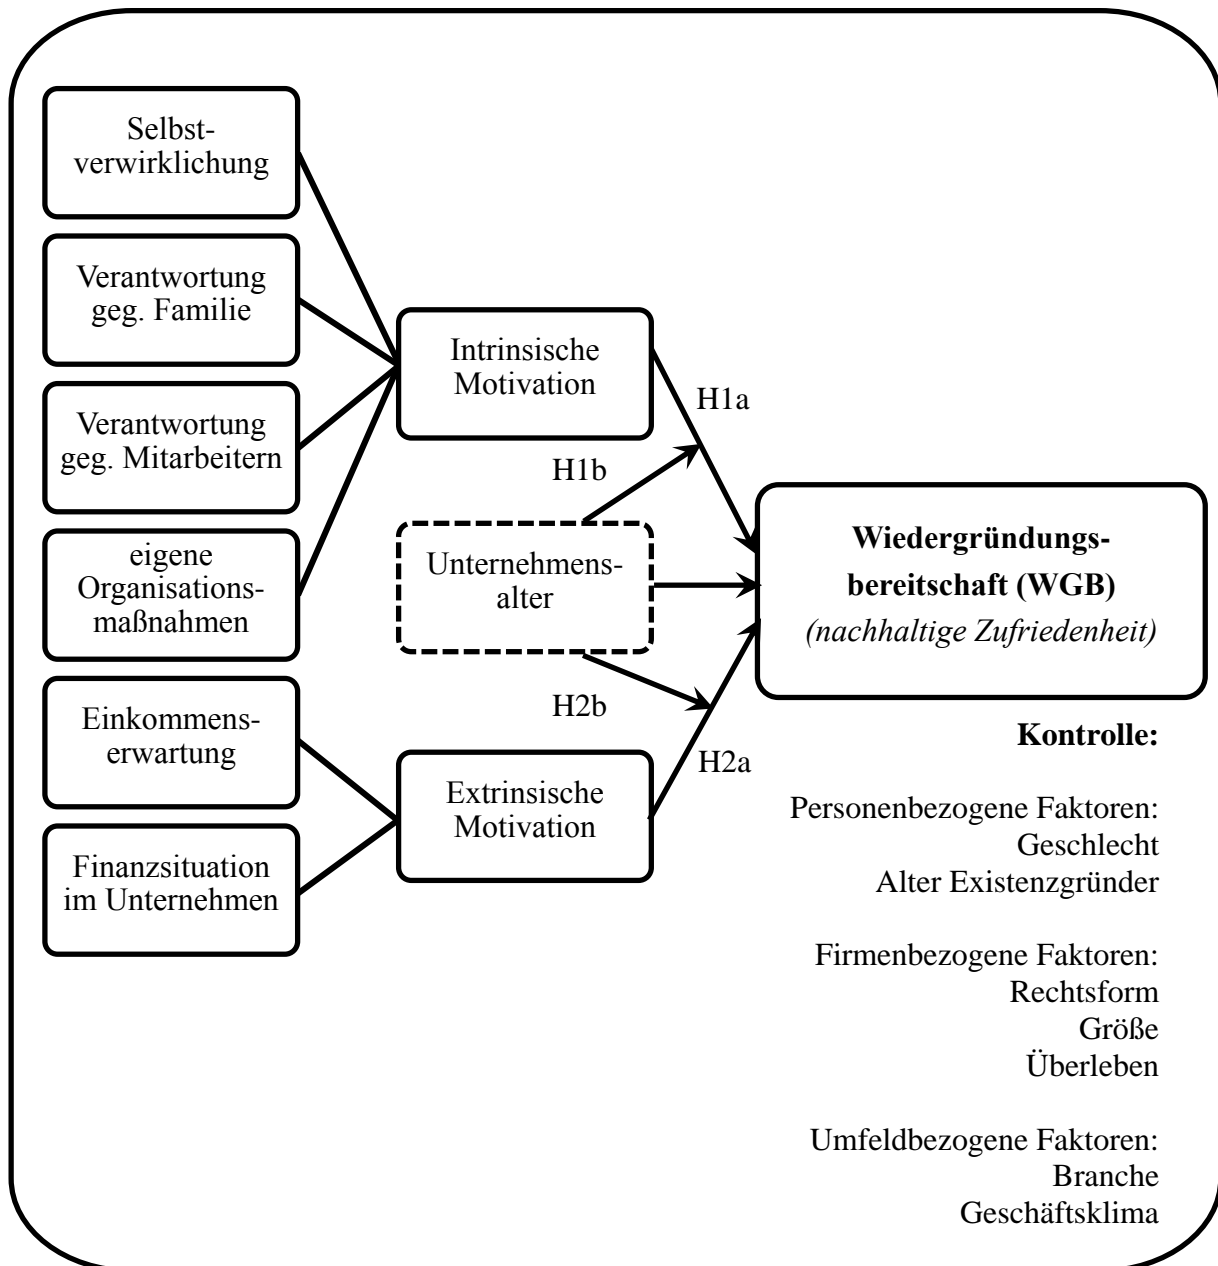 Selbst-
verwirklichung
Verantwortung
geg. Familie
Verantwortung
geg. Mitarbeitern
eigene
Organisations-
maßnahmen
Einkommens-
erwartung
Finanzsituation
im Unternehmen
Intrinsische
Motivation
H1a
H1b
Unternehmens-
alter
H2b
H2a
Extrinsische
Motivation
Wiedergründungs-
bereitschaft (WGB)
(nachhaltige Zufriedenheit)
Kontrolle:
Personenbezogene Faktoren:
Geschlecht
Alter Existenzgründer
Firmenbezogene Faktoren:
Rechtsform
Größe
Überleben
Umfeldbezogene Faktoren:
Branche
Geschäftsklima